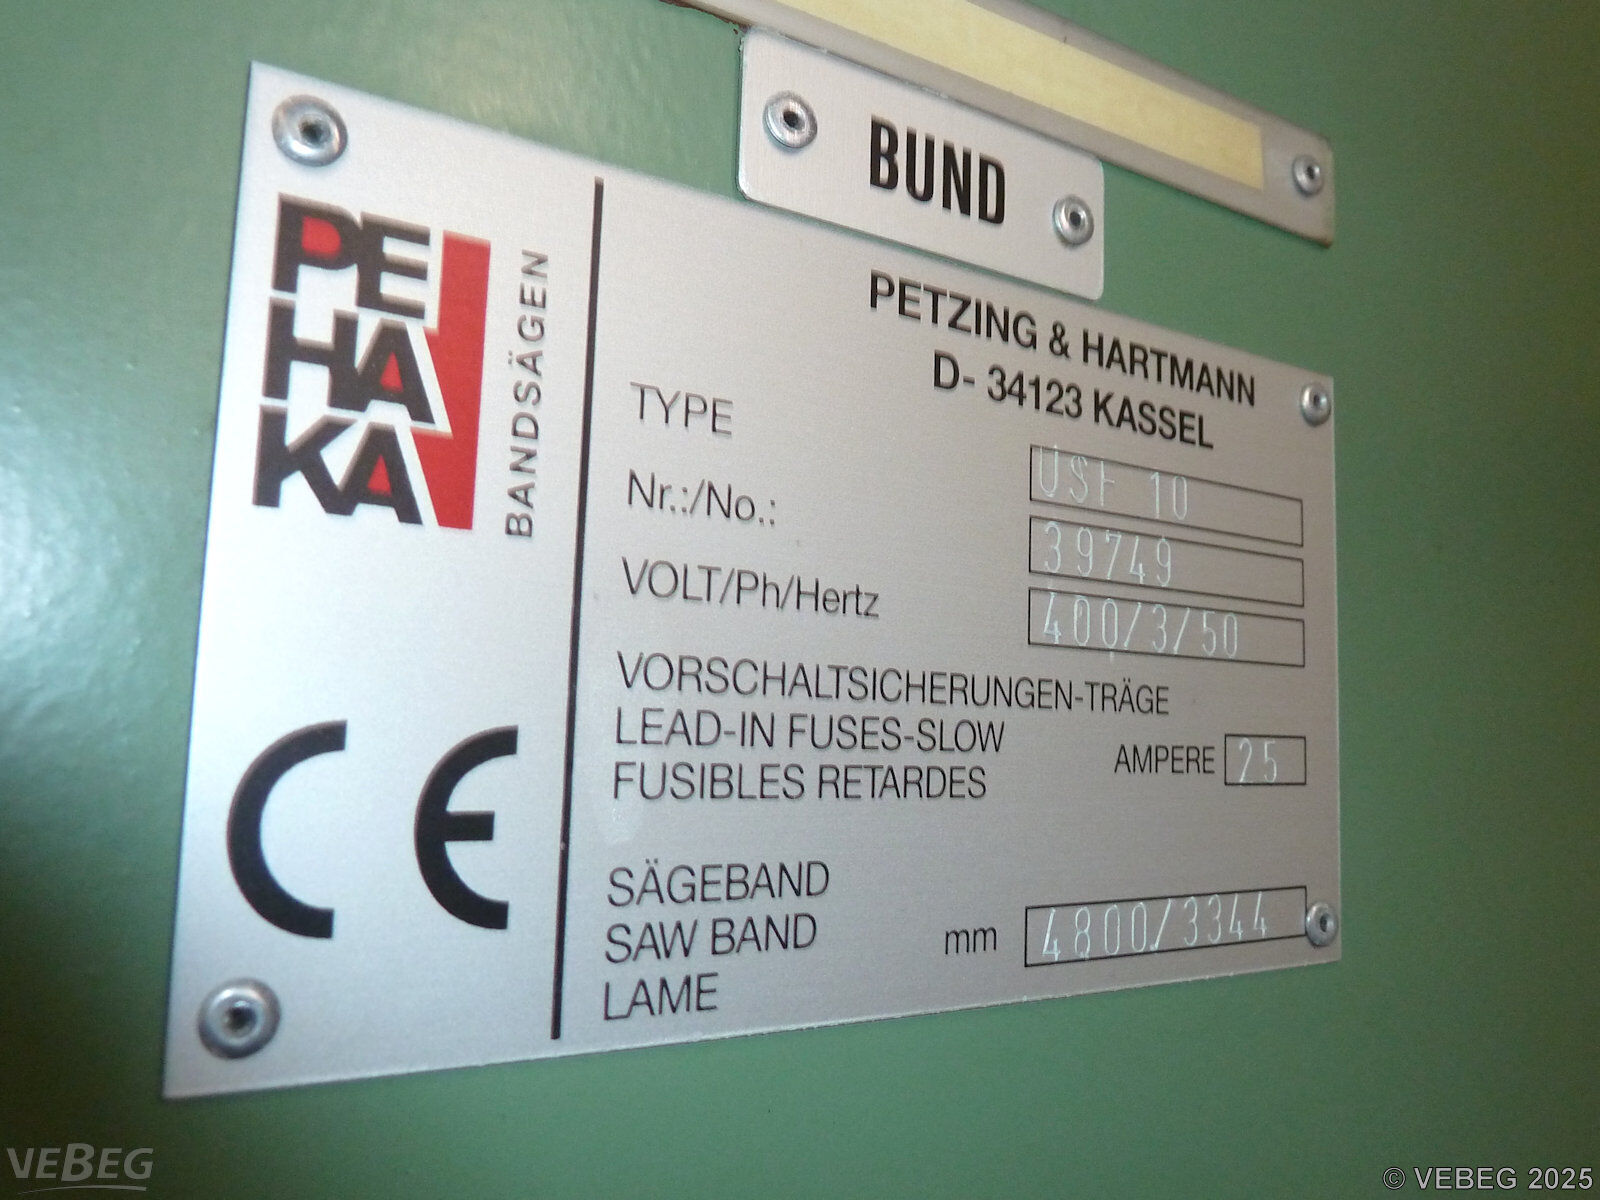 BUND
PE
HA
KA
BANDSÄGEN
PETZING & HARTMANN
D- 34123 KASSEL
TYPE USF 10
Nr.:/No.: 39749
VOLT/Ph/Hertz 400/3/50
VORSCHALTSICHERUNGEN-TRÄGE
LEAD-IN FUSES-SLOW AMPERE 25
FUSIBLES RETARDES
SÄGEBAND
SAW BAND mm 4800/3344
LAME
CE
VEBEG
© VEBEG 2025